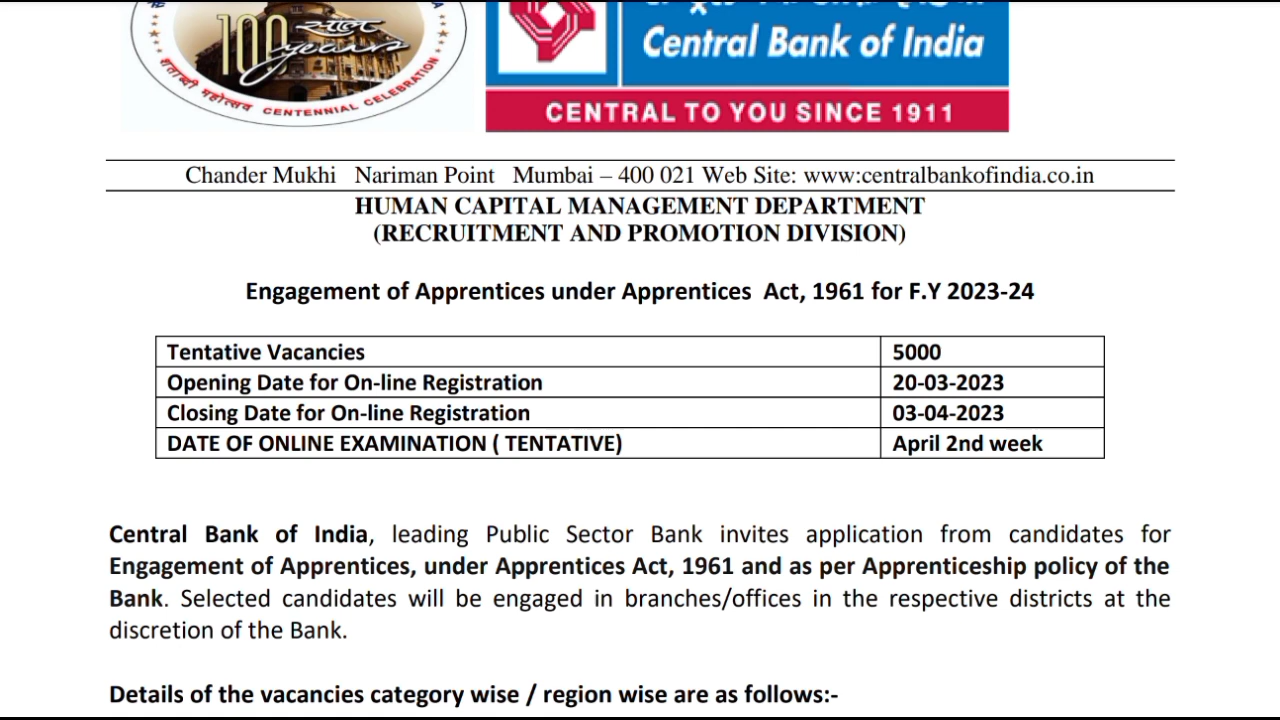 100 साल
years
शताब्दी महोत्सव CENTENNIAL CELEBRATION
Central Bank of India
CENTRAL TO YOU SINCE 1911
Chander Mukhi Nariman Point Mumbai – 400 021 Web Site: www:centralbankofindia.co.in
HUMAN CAPITAL MANAGEMENT DEPARTMENT
(RECRUITMENT AND PROMOTION DIVISION)
Engagement of Apprentices under Apprentices Act, 1961 for F.Y 2023-24
Tentative Vacancies 5000
Opening Date for On-line Registration 20-03-2023
Closing Date for On-line Registration 03-04-2023
DATE OF ONLINE EXAMINATION ( TENTATIVE) April 2nd week
Central Bank of India, leading Public Sector Bank invites application from candidates for
Engagement of Apprentices, under Apprentices Act, 1961 and as per Apprenticeship policy of the
Bank. Selected candidates will be engaged in branches/offices in the respective districts at the
discretion of the Bank.
Details of the vacancies category wise / region wise are as follows:-